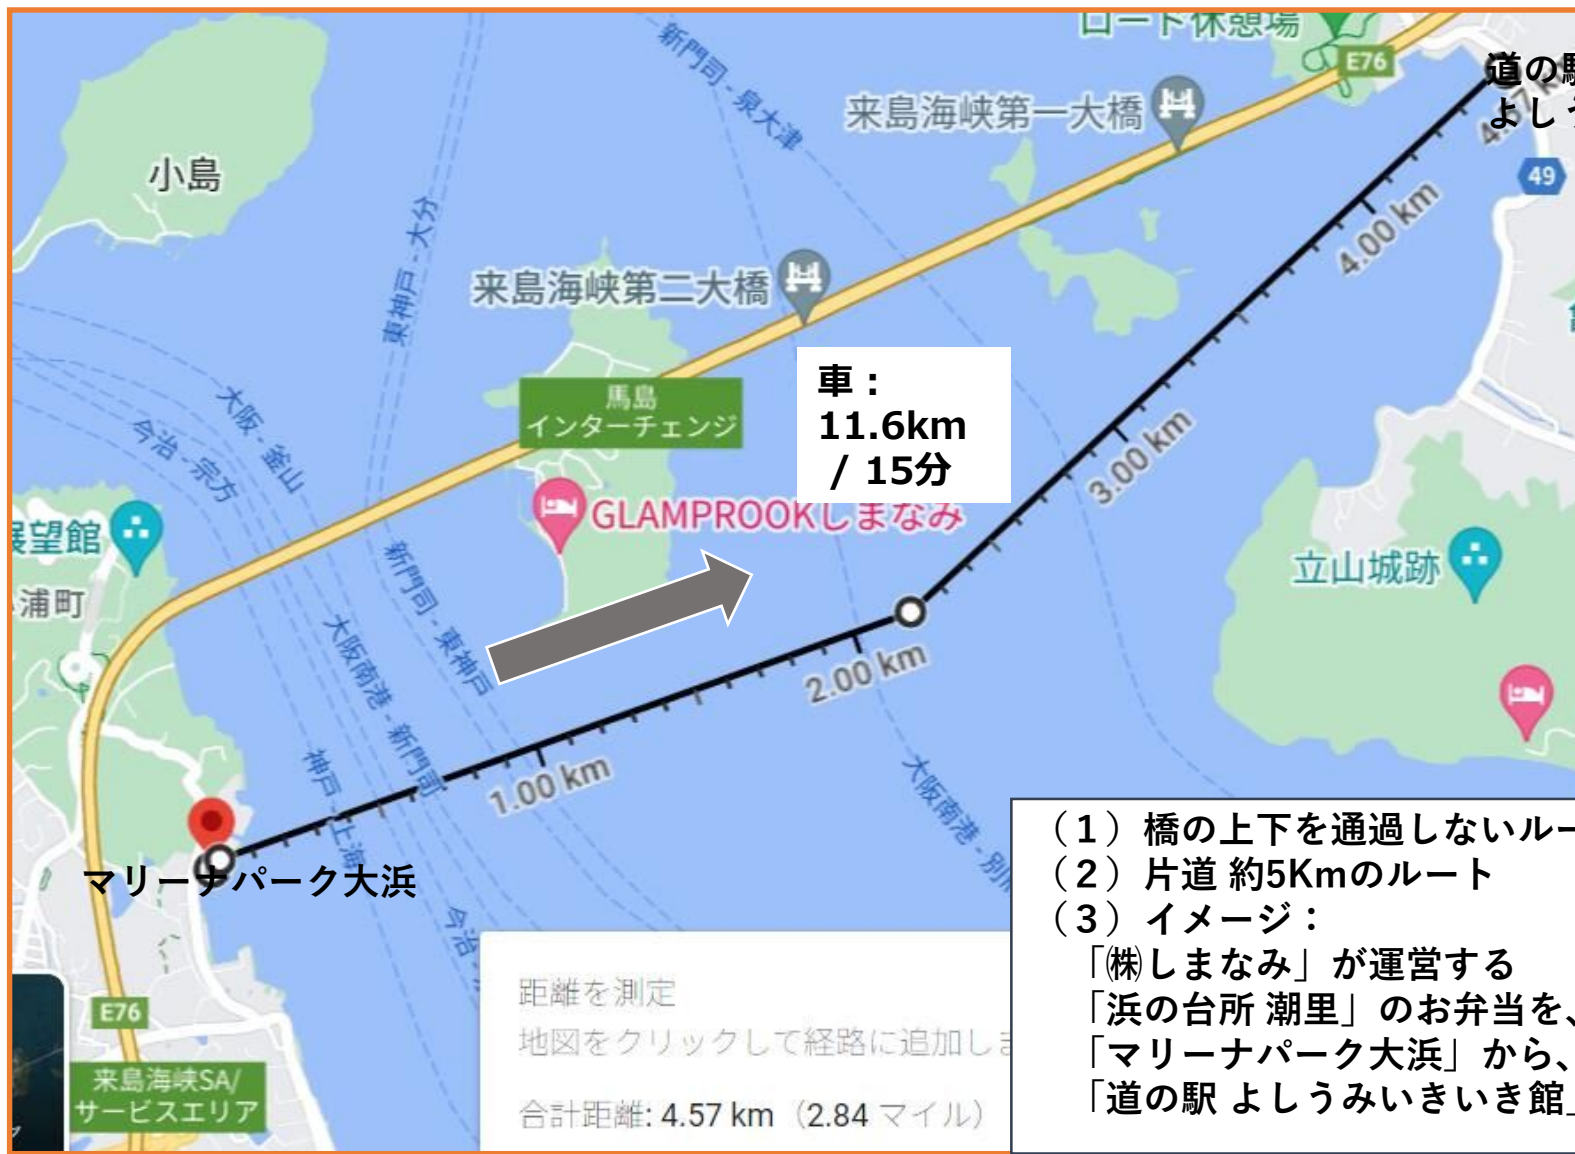 ロード休憩場
新門司 - 泉大津
E76
道の駅
よしう
4.57 km
来島海峡第一大橋
小島
49
東神戸 - 大分
4.00 km
来島海峡第二大橋
車：
11.6km
/ 15分
馬島
インターチェンジ
大阪 - 釜山
今治 - 宗方
3.00 km
GLAMPROOKしまなみ
展望館
浦町
新門司 - 東神戸
立山城跡
大阪南港 - 新門司
2.00 km
1.00 km
神戸 - 上海
大阪南港 - 別
マリーナパーク大浜
今治 -
（１）橋の上下を通過しないルー
（２）片道 約5Kmのルート
（３）イメージ：
「㈱しまなみ」が運営する
「浜の台所 潮里」のお弁当を、
「マリーナパーク大浜」から、
「道の駅 よしうみいきいき館」
距離を測定
地図をクリックして経路に追加しま
合計距離: 4.57 km（2.84 マイル）
E76
来島海峡SA/
サービスエリア